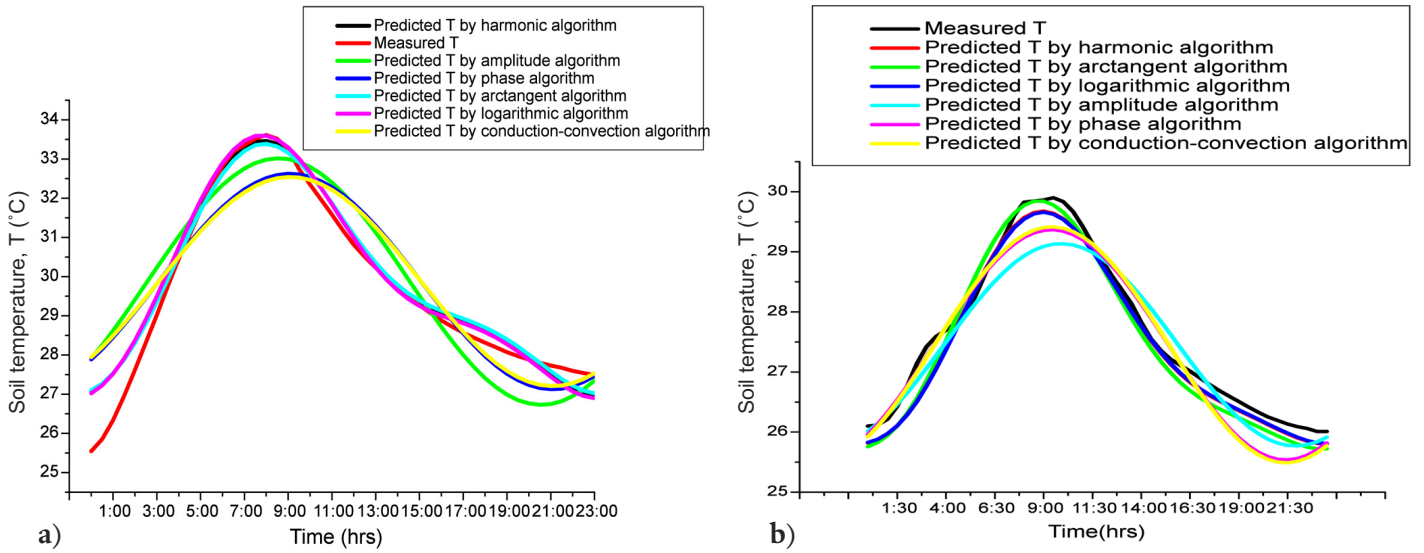 Predicted T by harmonic algorithm
Measured T
Predicted T by amplitude algorithm
Predicted T by phase algorithm
Predicted T by arctangent algorithm
Predicted T by logarithmic algorithm
Predicted T by conduction-convection algorithm
34
33
32
31
30
29
28
27
26
25
Soil temperature, T (˚C)
1:00 3:00 5:00 7:00 9:00 11:00 13:00 15:00 17:00 19:00 21:00 23:00
Time (hrs)
a)
Measured T
Predicted T by harmonic algorithm
Predicted T by arctangent algorithm
Predicted T by logarithmic algorithm
Predicted T by amplitude algorithm
Predicted T by phase algorithm
Predicted T by conduction-convection algorithm
30
29
28
27
26
25
Soil temperature, T (˚C)
1:30 4:00 6:30 9:00 11:30 14:00 16:30 19:00 21:30
Time(hrs)
b)